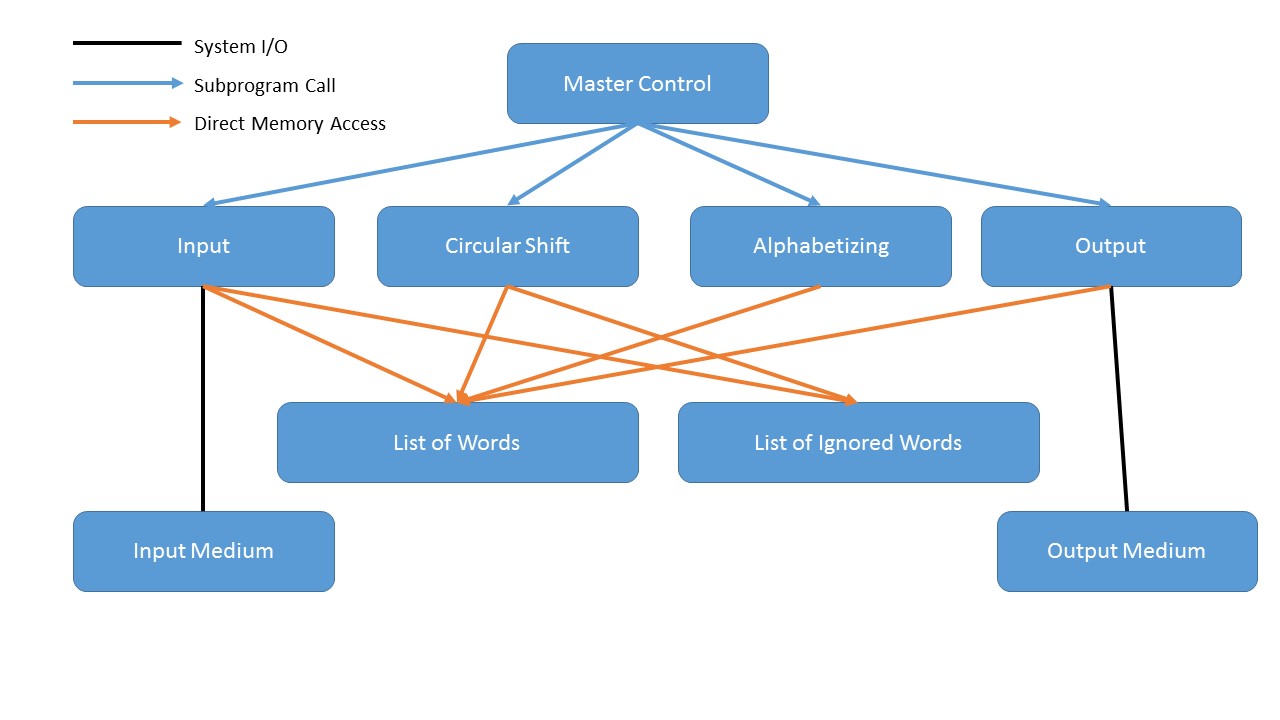 System I/O
Subprogram Call
Direct Memory Access
Master Control
Input
Circular Shift
Alphabetizing
Output
List of Words
List of Ignored Words
Input Medium
Output Medium